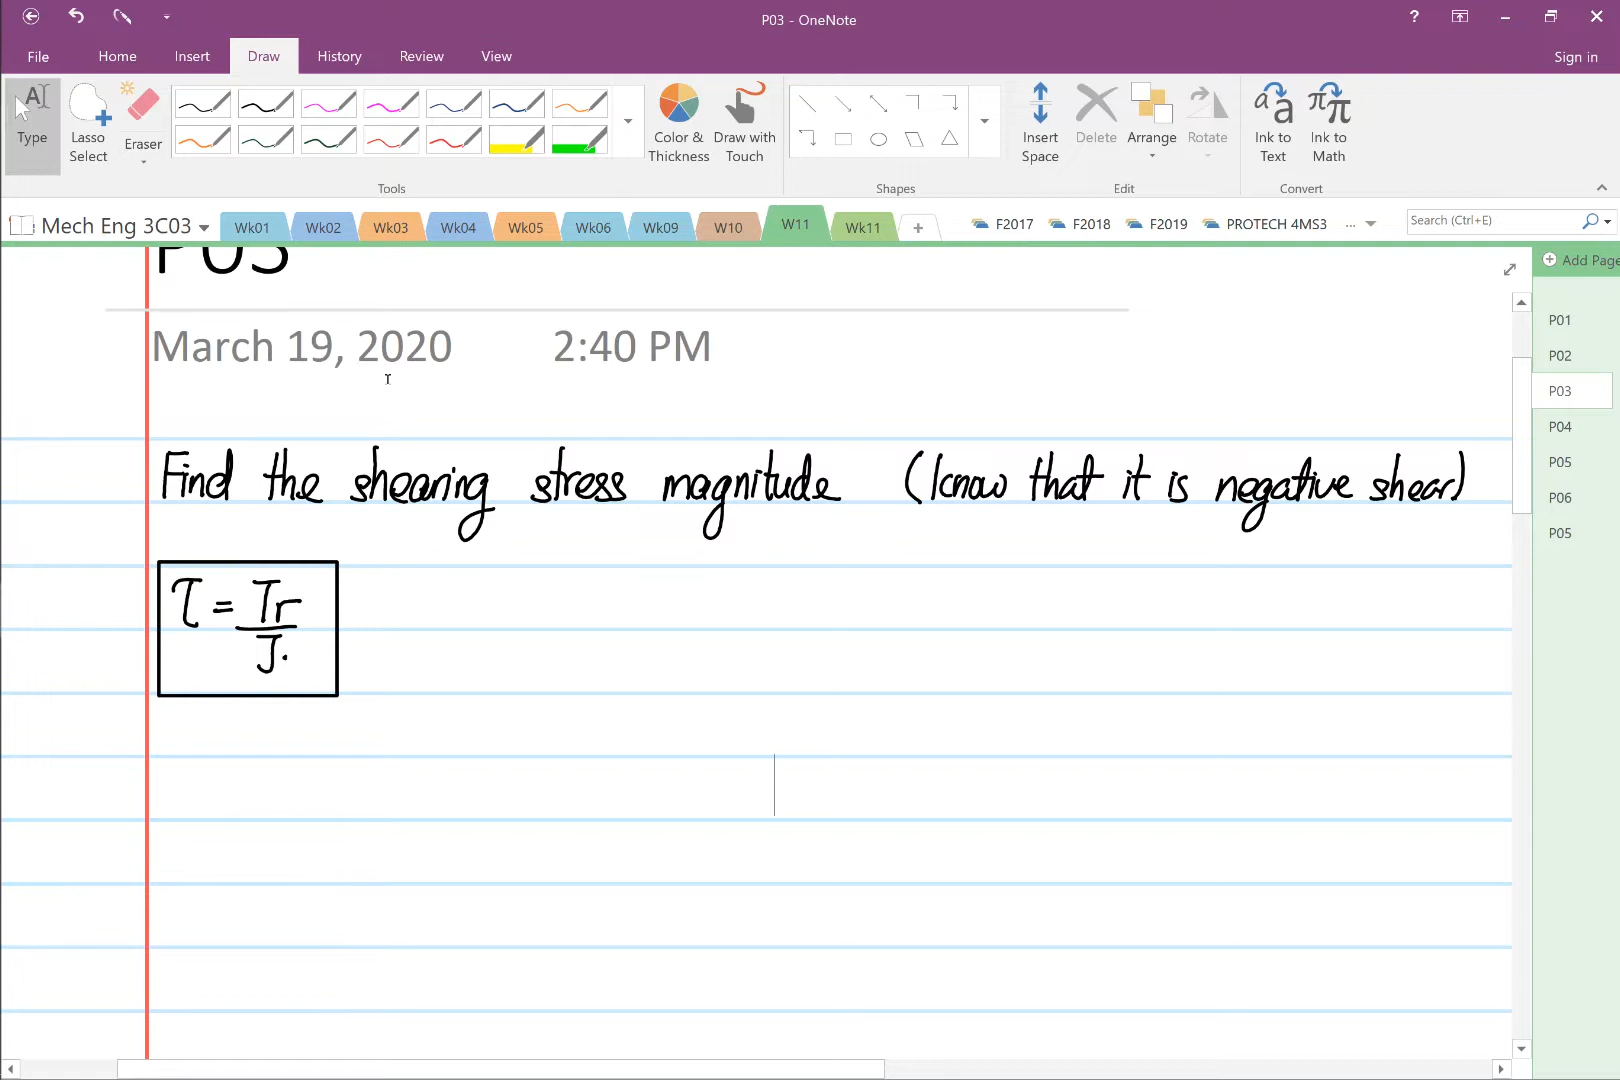 P03 - OneNote
?
File Home Insert Draw History Review View Sign in
Type
Lasso Select
Eraser
Color & Thickness
Draw with Touch
Insert Space
Delete
Arrange
Rotate
Ink to Text
Ink to Math
Tools Shapes Edit Convert
Mech Eng 3C03 Wk01 Wk02 Wk03 Wk04 Wk05 Wk06 Wk09 W10 W11 Wk11 + F2017 F2018 F2019 PROTECH 4MS3 ... Search (Ctrl+E)
P03
Add Page
March 19, 2020 2:40 PM
Find the shearing stress magnitude (know that it is negative shear)
τ = Tr / J.
P01
P02
P03
P04
P05
P06
P05